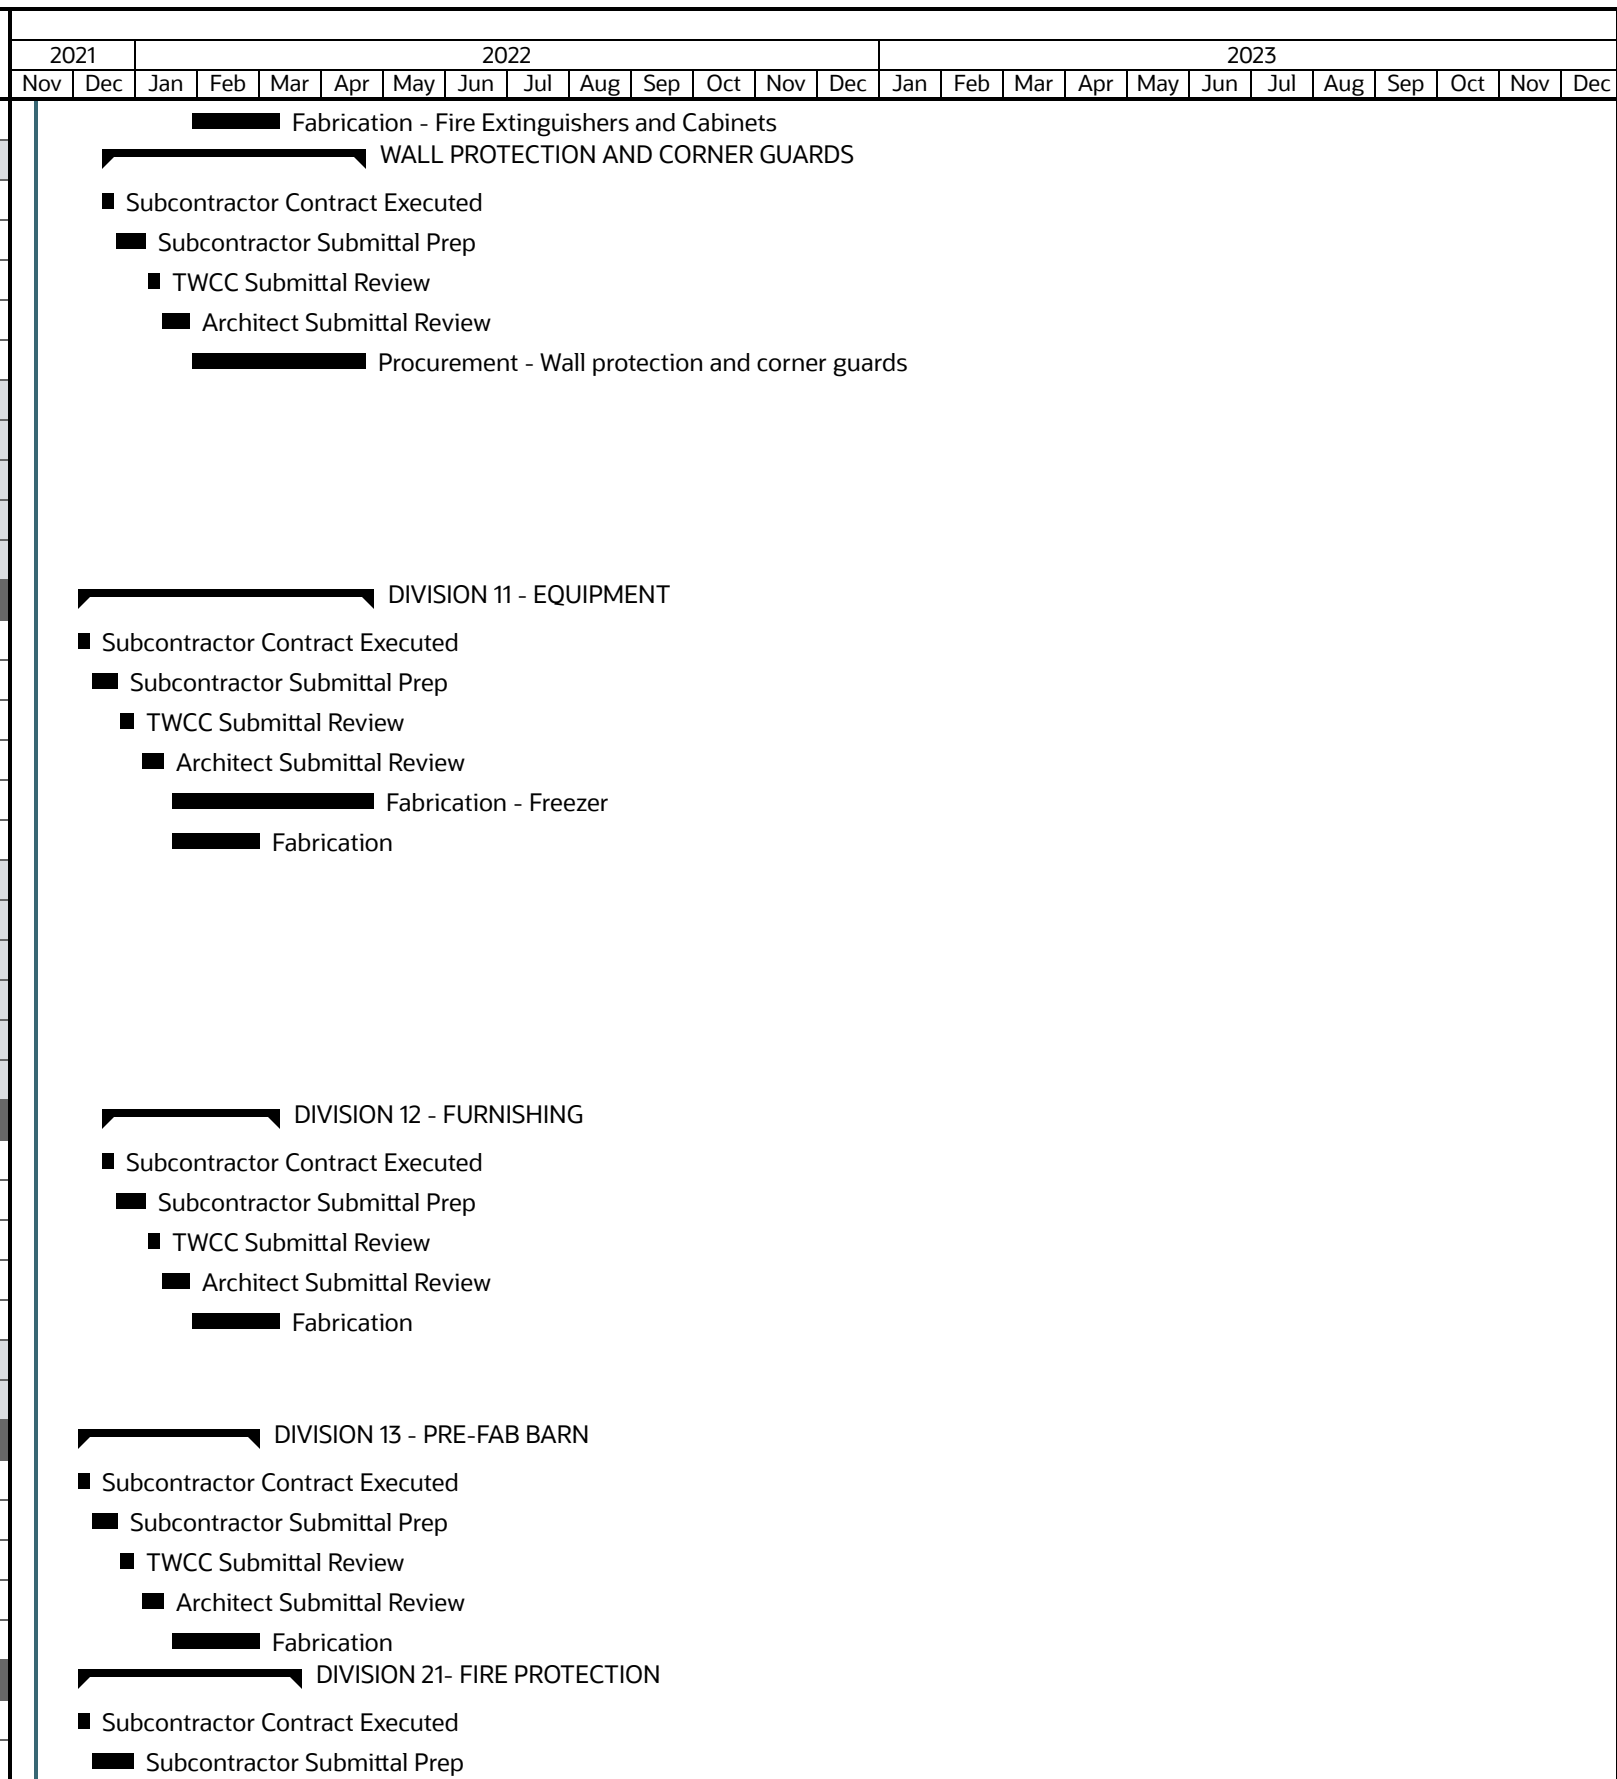 2021 2022 2023
Nov Dec Jan Feb Mar Apr May Jun Jul Aug Sep Oct Nov Dec Jan Feb Mar Apr May Jun Jul Aug Sep Oct Nov Dec
Fabrication - Fire Extinguishers and Cabinets
WALL PROTECTION AND CORNER GUARDS
Subcontractor Contract Executed
Subcontractor Submittal Prep
TWCC Submittal Review
Architect Submittal Review
Procurement - Wall protection and corner guards
DIVISION 11 - EQUIPMENT
Subcontractor Contract Executed
Subcontractor Submittal Prep
TWCC Submittal Review
Architect Submittal Review
Fabrication - Freezer
Fabrication
DIVISION 12 - FURNISHING
Subcontractor Contract Executed
Subcontractor Submittal Prep
TWCC Submittal Review
Architect Submittal Review
Fabrication
DIVISION 13 - PRE-FAB BARN
Subcontractor Contract Executed
Subcontractor Submittal Prep
TWCC Submittal Review
Architect Submittal Review
Fabrication
DIVISION 21- FIRE PROTECTION
Subcontractor Contract Executed
Subcontractor Submittal Prep